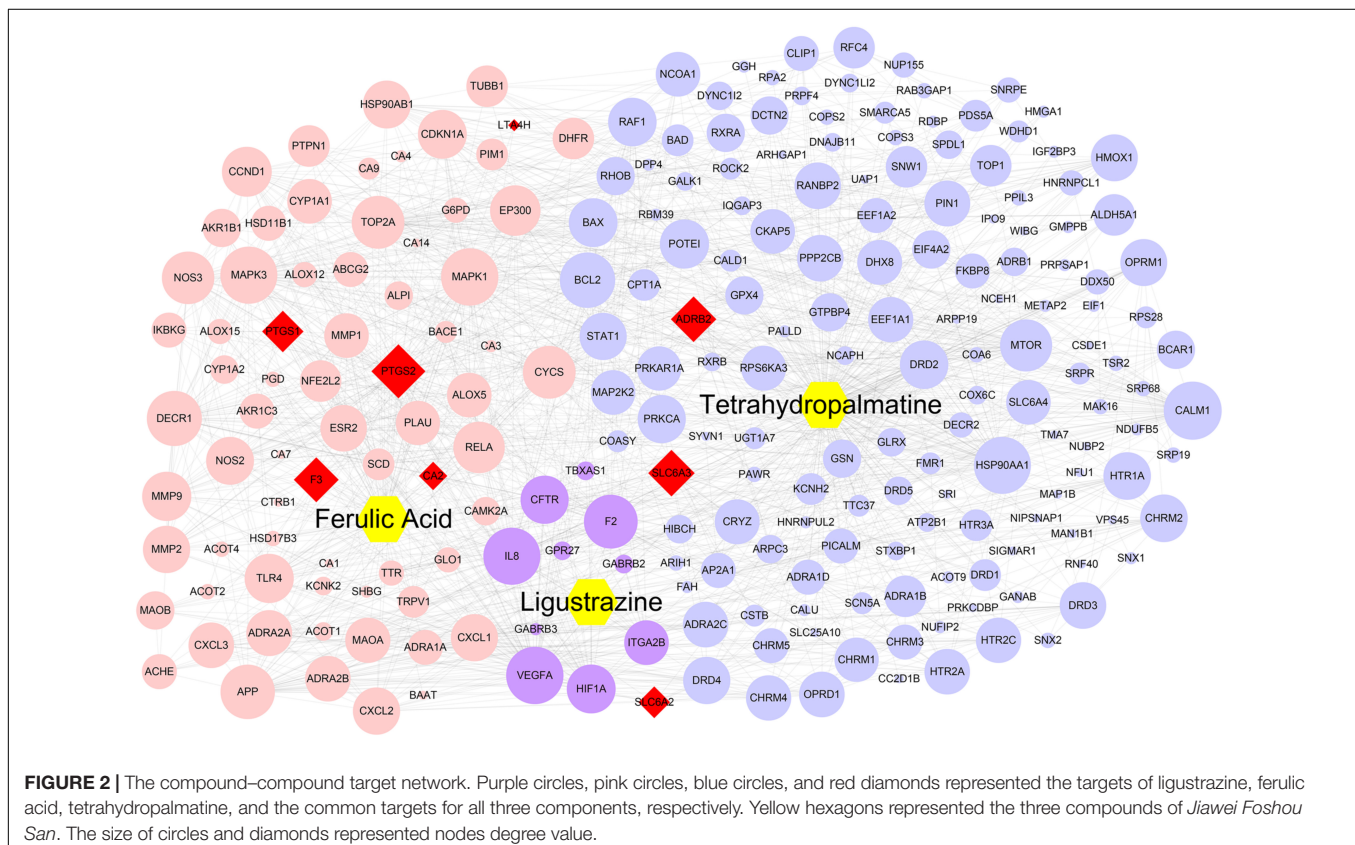 CLIP1
RFC4
NCOA1
GGH
NUP155
TUBB1
RPA2
DYNC1LI2
HSP90AB1
DYNC1I2
PRPF4
RAB3GAP1
SNRPE
LTA4H
CDKN1A
DHFR
RAF1
BAD
RXRA
DCTN2
COPS2
SMARCA5
RDBP
PDS5A
HMGA1
PTPN1
CA4
PIM1
DPP4
ROCK2
ARHGAP1
DNAJB11
COPS3
SPDL1
WDHD1
IGF2BP3
CCND1
CA9
RHOB
GALK1
RANBP2
UAP1
SNW1
TOP1
HNRNPCL1
HMOX1
CYP1A1
G6PD
EP300
RBM39
IQGAP3
PIN1
PPIL3
AKR1B1
HSD11B1
TOP2A
BAX
CKAP5
EEF1A2
IPO9
WIBG
ALDH5A1
CA14
POTEI
CALD1
PPP2CB
DHX8
EIF4A2
ADRB1
GMPPB
NOS3
MAPK3
ALOX12
ABCG2
MAPK1
BCL2
CPT1A
FKBP8
PRPSAP1
OPRM1
ALPI
GPX4
NCEH1
DDX50
IKBKG
ALOX15
PTGS1
MMP1
BACE1
STAT1
ADRB2
GTPBP4
EEF1A1
METAP2
EIF1
RPS28
PALLD
ARPP19
CSDE1
CYP1A2
PGD
NFE2L2
PTGS2
CA3
CYCS
RXRB
NCAPH
DRD2
COA6
MTOR
TSR2
BCAR1
PRKAR1A
RPS6KA3
SRPR
SRP68
DECR1
AKR1C3
ALOX5
MAP2K2
Tetrahydropalmatine
COX6C
SLC6A4
MAK16
CALM1
ESR2
PLAU
PRKCA
DECR2
TMA7
NDUFB5
NOS2
CA7
RELA
COASY
SYVN1
UGT1A7
GLRX
NUBP2
SRP19
SCD
GSN
FMR1
HSP90AA1
NFU1
MMP9
F3
CA2
TBXAS1
SLC6A3
PAWR
KCNH2
DRD5
SRI
HTR1A
CTRB1
CFTR
TTC37
MAP1B
Ferulic Acid
CAMK2A
F2
HIBCH
CRYZ
HNRNPUL2
ATP2B1
HTR3A
NIPSNAP1
VPS45
CHRM2
MMP2
HSD17B3
IL8
GPR27
ARPC3
PICALM
STXBP1
SIGMAR1
MAN1B1
ACOT4
CA1
GLO1
GABRB2
ARIH1
SNX1
TLR4
TTR
AP2A1
ADRA1D
ACOT9
DRD1
RNF40
ACOT2
KCNK2
SHBG
TRPV1
Ligustrazine
FAH
SCN5A
ADRA1B
GANAB
MAOB
CSTB
CALU
PRKCDBP
DRD3
CXCL3
ADRA2A
ACOT1
MAOA
ADRA1A
CXCL1
GABRB3
ITGA2B
ADRA2C
SLC25A10
NUFIP2
SNX2
CHRM5
CHRM3
HTR2C
ACHE
APP
ADRA2B
VEGFA
HIF1A
DRD4
CHRM1
CC2D1B
HTR2A
BAAT
SLC6A2
CHRM4
OPRD1
CXCL2
FIGURE 2 | The compound–compound target network. Purple circles, pink circles, blue circles, and red diamonds represented the targets of ligustrazine, ferulic
acid, tetrahydropalmatine, and the common targets for all three components, respectively. Yellow hexagons represented the three compounds of Jiawei Foshou
San. The size of circles and diamonds represented nodes degree value.